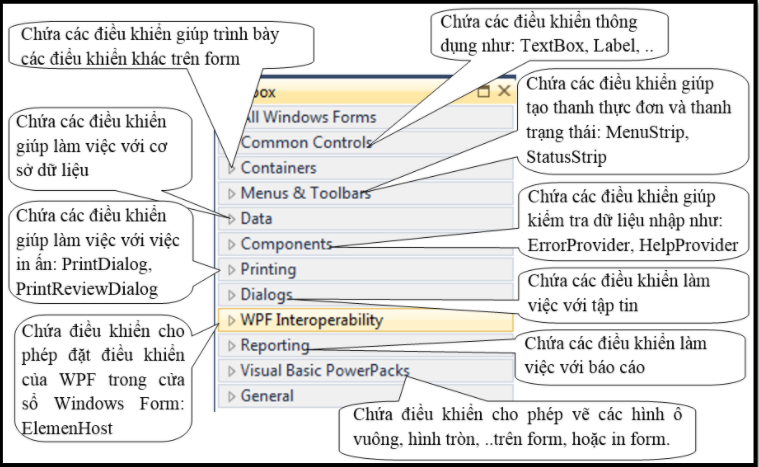 Chứa các điều khiển giúp trình bày
các điều khiển khác trên form
Chứa các điều khiển thông
dụng như: TextBox, Label, ..
Chứa các điều khiển giúp làm việc với cơ
sở dữ liệu
Chứa các điều khiển giúp
tạo thanh thực đơn và thanh
trạng thái: MenuStrip,
StatusStrip
Chứa các điều khiển
giúp làm việc với việc
in ấn: PrintDialog,
PrintReviewDialog
Chứa các điều khiển giúp
kiểm tra dữ liệu nhập như:
ErrorProvider, HelpProvider
Chứa các điều khiển làm
việc với tập tin
Chứa điều khiển cho
phép đặt điều khiển
của WPF trong cửa
sổ Windows Form:
ElemenHost
Chứa các điều khiển làm
việc với báo cáo
Chứa điều khiển cho phép vẽ các hình ô
vuông, hình tròn, ..trên form, hoặc in form.
box
All Windows Forms
Common Controls
Containers
Menus & Toolbars
Data
Components
Printing
Dialogs
WPF Interoperability
Reporting
Visual Basic PowerPacks
General